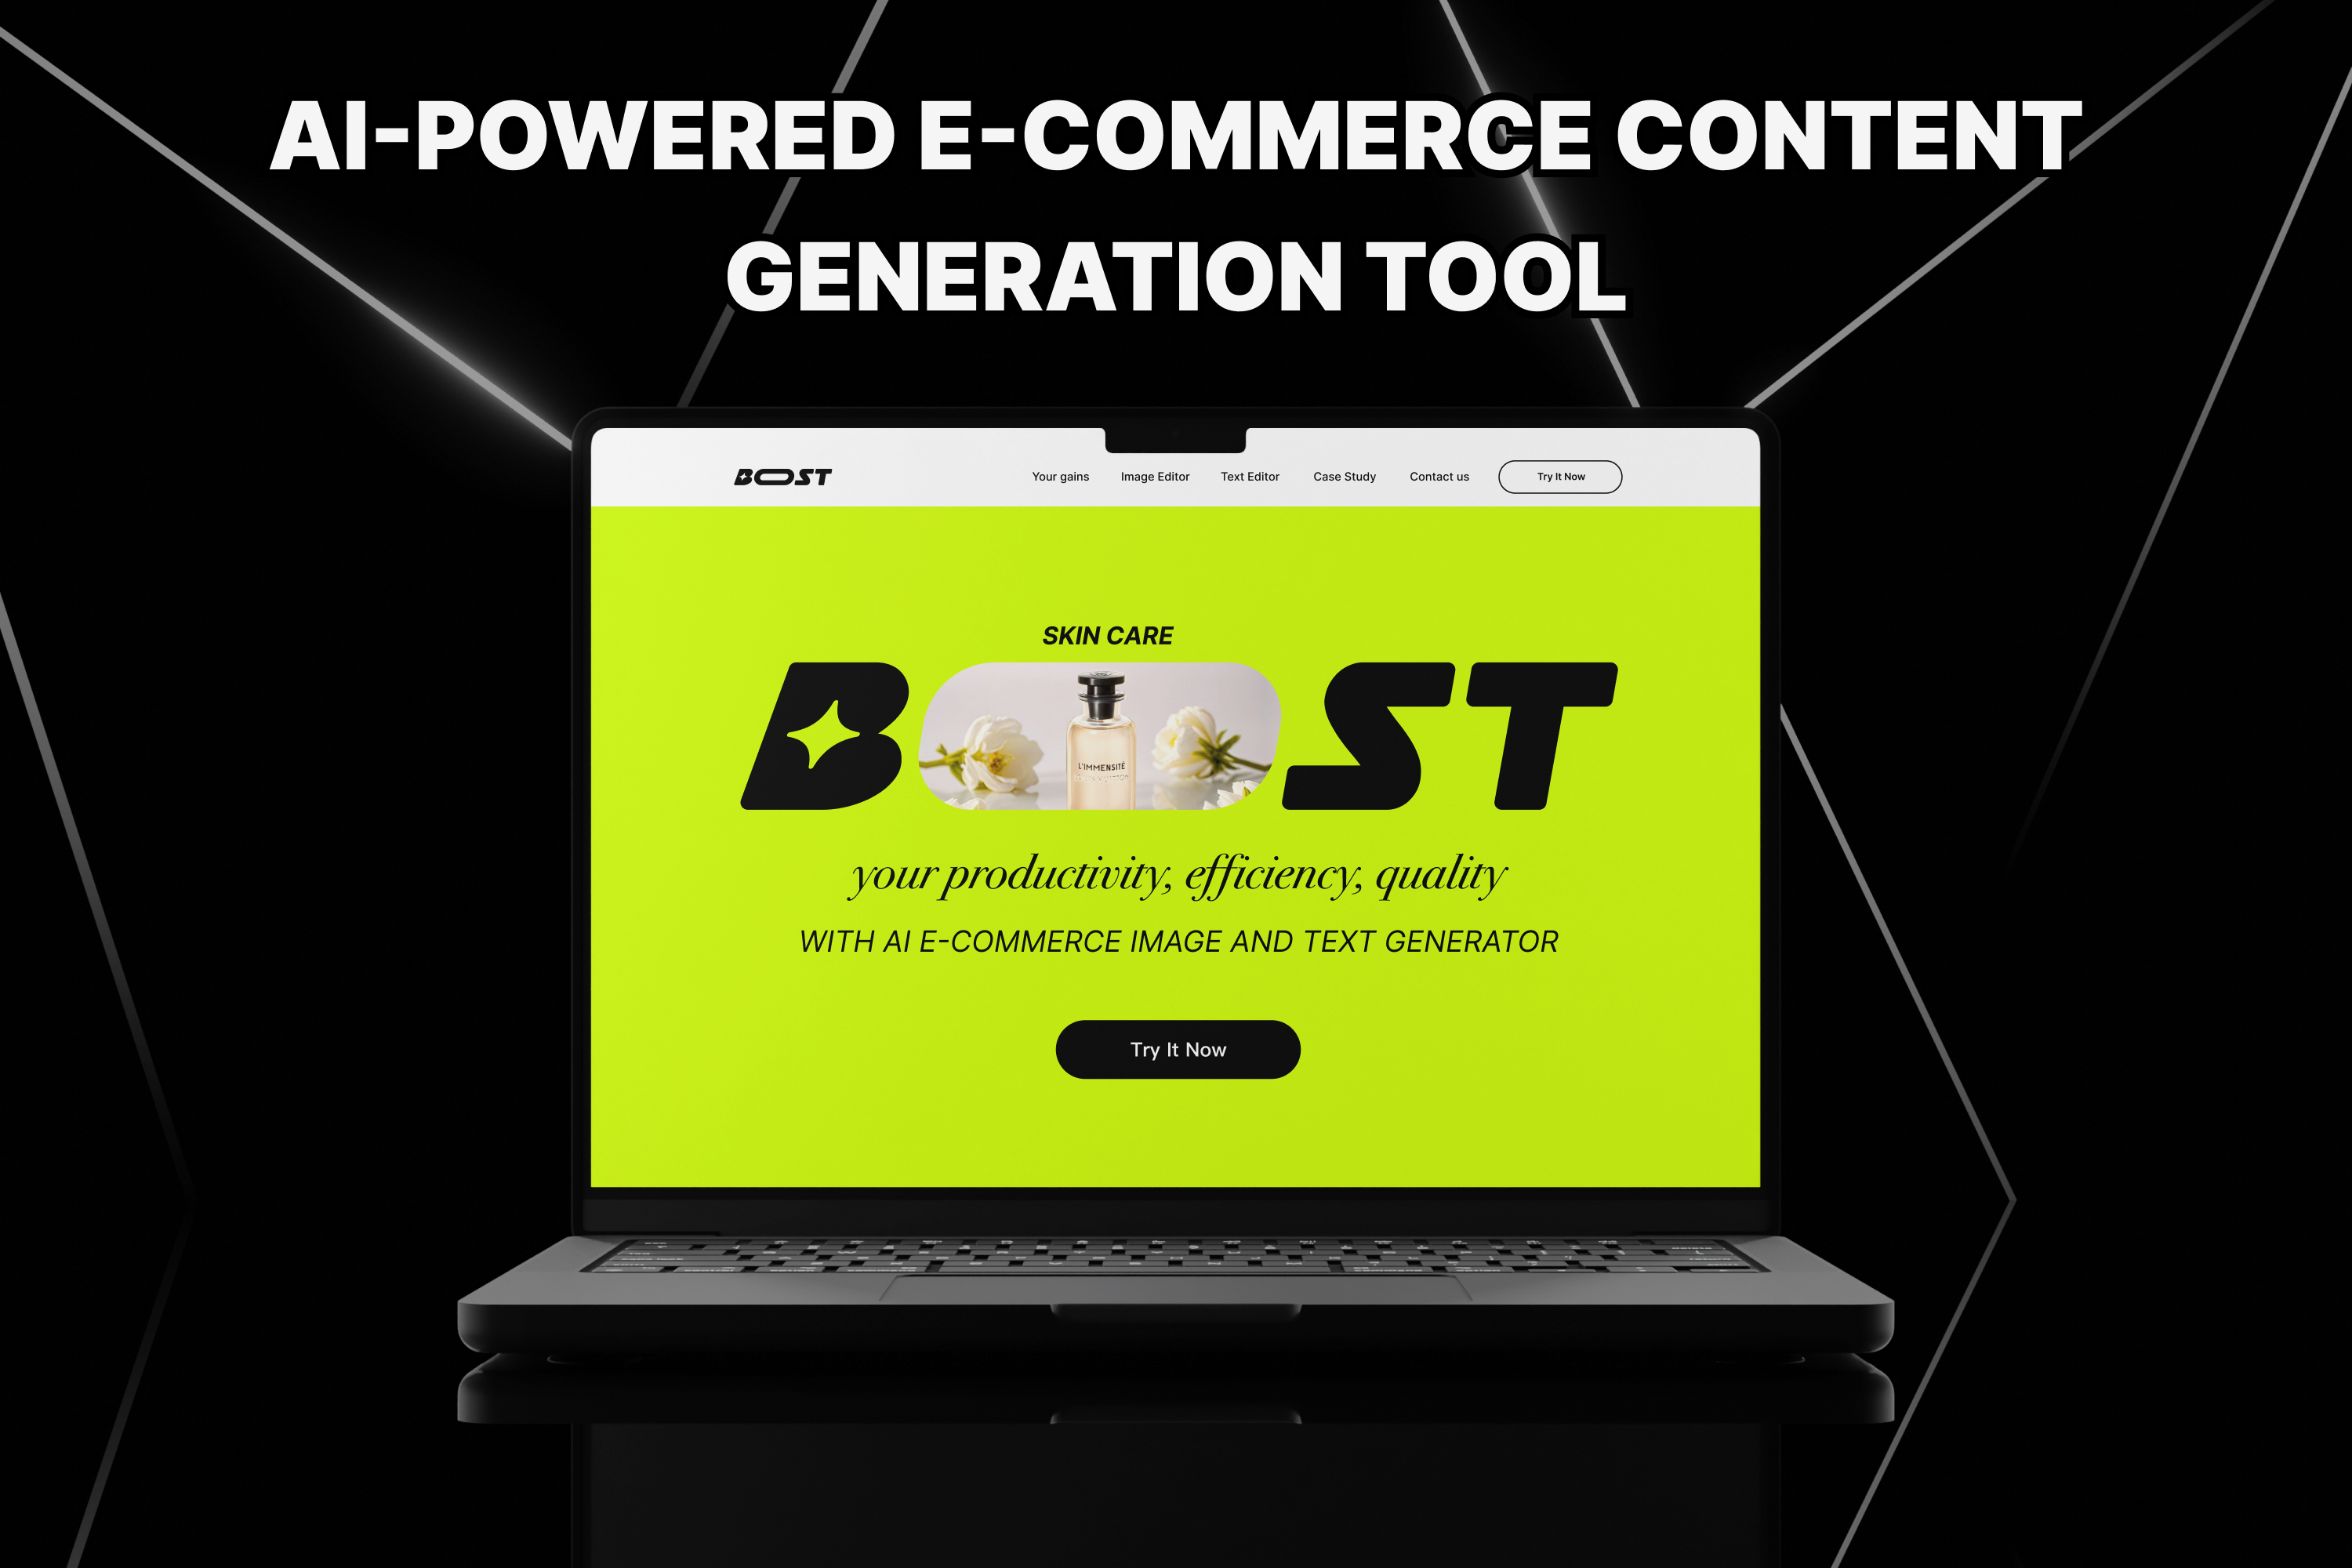 AI-POWERED E-COMMERCE CONTENT
GENERATION TOOL
BOOST
Your gains
Image Editor
Text Editor
Case Study
Contact us
Try It Now
SKIN CARE
BOOST
L'IMMENSITÉ
your productivity, efficiency, quality
WITH AI E-COMMERCE IMAGE AND TEXT GENERATOR
Try It Now